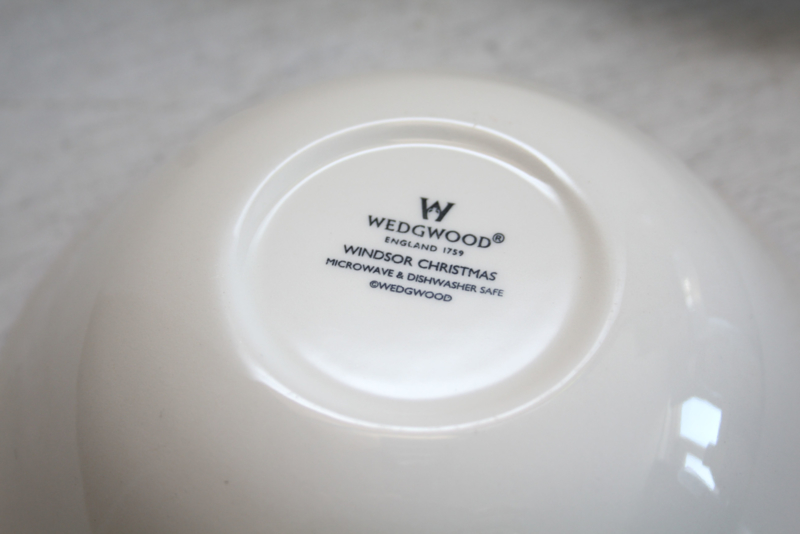 W
WEDGWOOD®
ENGLAND 1759
WINDSOR CHRISTMAS
MICROWAVE & DISHWASHER SAFE
©WEDGWOOD